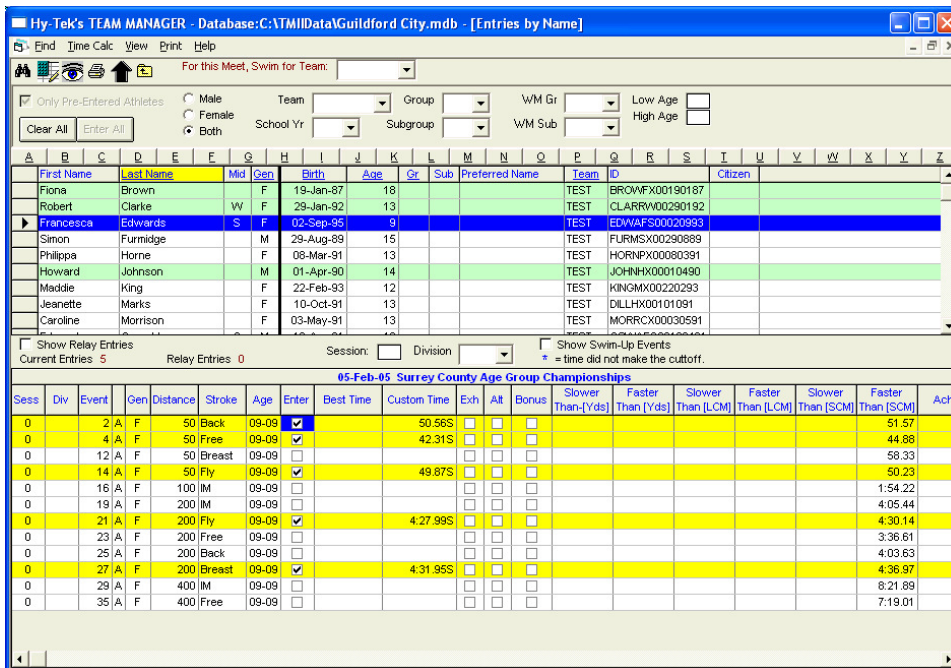 Hy-Tek's TEAM MANAGER - Database:C:\TMIIData\Guildford City.mdb - [Entries by Name]
Find Time Calc View Print Help
For this Meet, Swim for Team:
Only Pre-Entered Athletes Male Team Group WM Gr Low Age
Female High Age
Clear All Enter All Both School Yr Subgroup WM Sub
A B C D E F G H I J K L M N O P Q R S T U V W X Y Z
First Name Last Name Mid Gen Birth Age Gr Sub Preferred Name Team ID Citizen
Fiona Brown F 19-Jan-87 18 TEST BROWFX00190187
Robert Clarke W F 29-Jan-92 13 TEST CLARRW00290192
Francesca Edwards S F 02-Sep-95 9 TEST EDWAFS00020993
Simon Furmidge M 29-Aug-89 15 TEST FURMSX00290889
Philippa Horne F 08-Mar-91 13 TEST HORNPX00080391
Howard Johnson M 01-Apr-90 14 TEST JOHNHX00010490
Maddie King F 22-Feb-93 12 TEST KINGMX00220293
Jeanette Marks F 10-Oct-91 13 TEST DILLHX00101091
Caroline Morrison F 03-May-91 13 TEST MORRCX00030591
Show Relay Entries Session: Division Show Swim-Up Events
Current Entries 5 Relay Entries 0 * = time did not make the cuttoff.
05-Feb-05 Surrey County Age Group Championships
Sess Div Event Gen Distance Stroke Age Enter Best Time Custom Time Exh Alt Bonus Slower Than-[Yds] Faster Than [Yds] Slower Than [LCM] Faster Than [LCM] Slower Than [SCM] Faster Than [SCM] Ach
0 2 A F 50 Back 09-09 50.56S 51.57
0 4 A F 50 Free 09-09 42.31S 44.88
0 12 A F 50 Breast 09-09 58.33
0 14 A F 50 Fly 09-09 49.87S 50.23
0 16 A F 100 IM 09-09 1:54.22
0 19 A F 200 IM 09-09 4:05.44
0 21 A F 200 Fly 09-09 4:27.99S 4:30.14
0 23 A F 200 Free 09-09 3:36.61
0 25 A F 200 Back 09-09 4:03.63
0 27 A F 200 Breast 09-09 4:31.95S 4:36.97
0 29 A F 400 IM 09-09 8:21.89
0 35 A F 400 Free 09-09 7:19.01